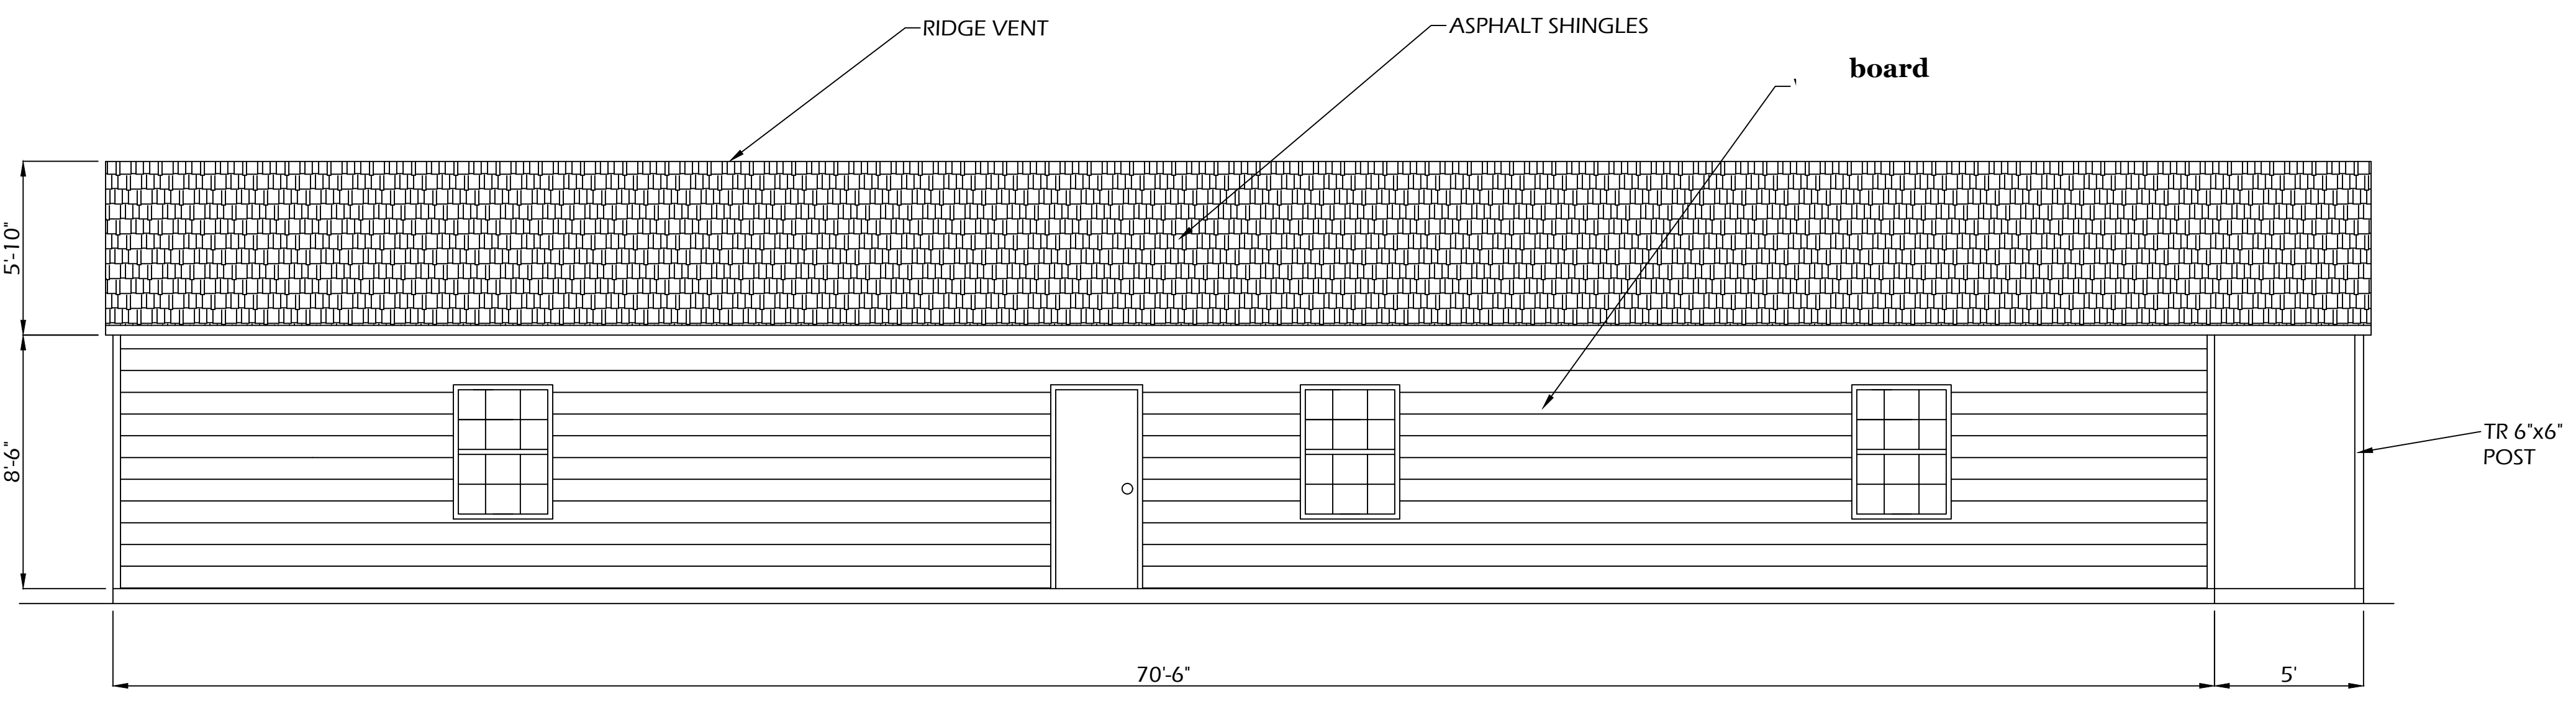 RIDGE VENT
ASPHALT SHINGLES
board
5'-10"
8'-6"
TR 6"x6"
POST
70'-6"
5'